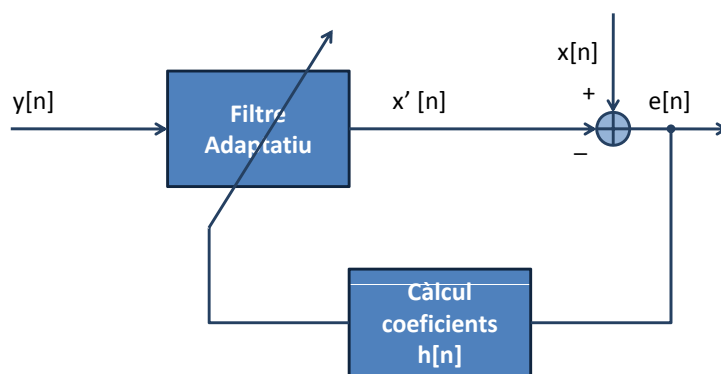 x[n]
y[n]
Filtre
Adaptatiu
x' [n]
+
e[n]
−
Càlcul
coeficients
h[n]